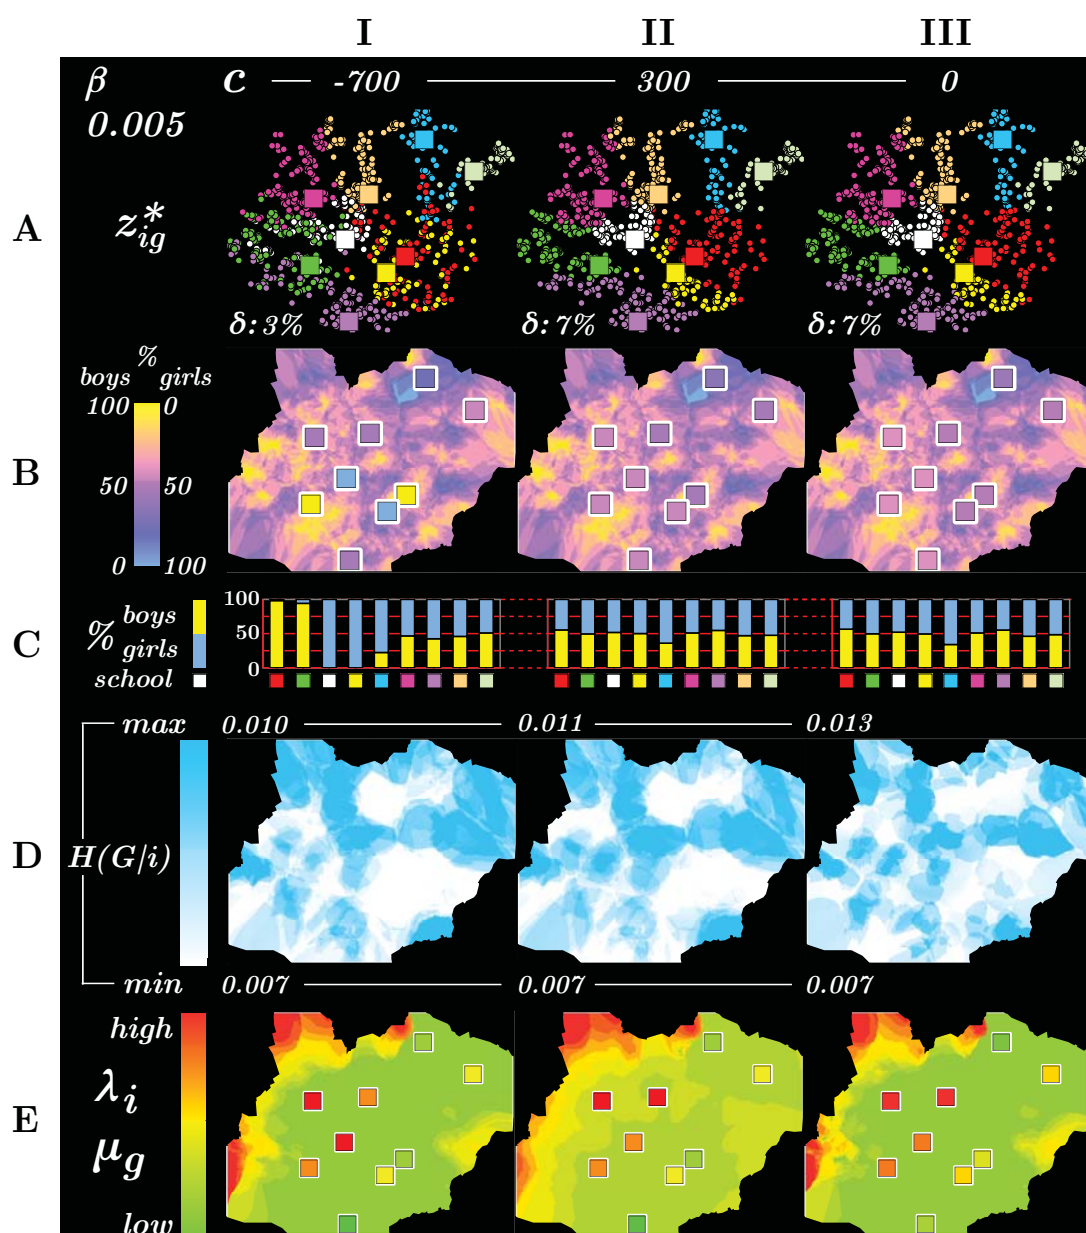 I II III
β c -700 300 0
0.005
A z*ig
δ: 3% δ: 7% δ: 7%
%
boys girls
100 0
B
50 50
0 100
100
% boys
C 50
girls
0
school
max 0.010 0.011 0.013
D H(G|i)
min 0.007 0.007 0.007
high
λi
E
μg
low